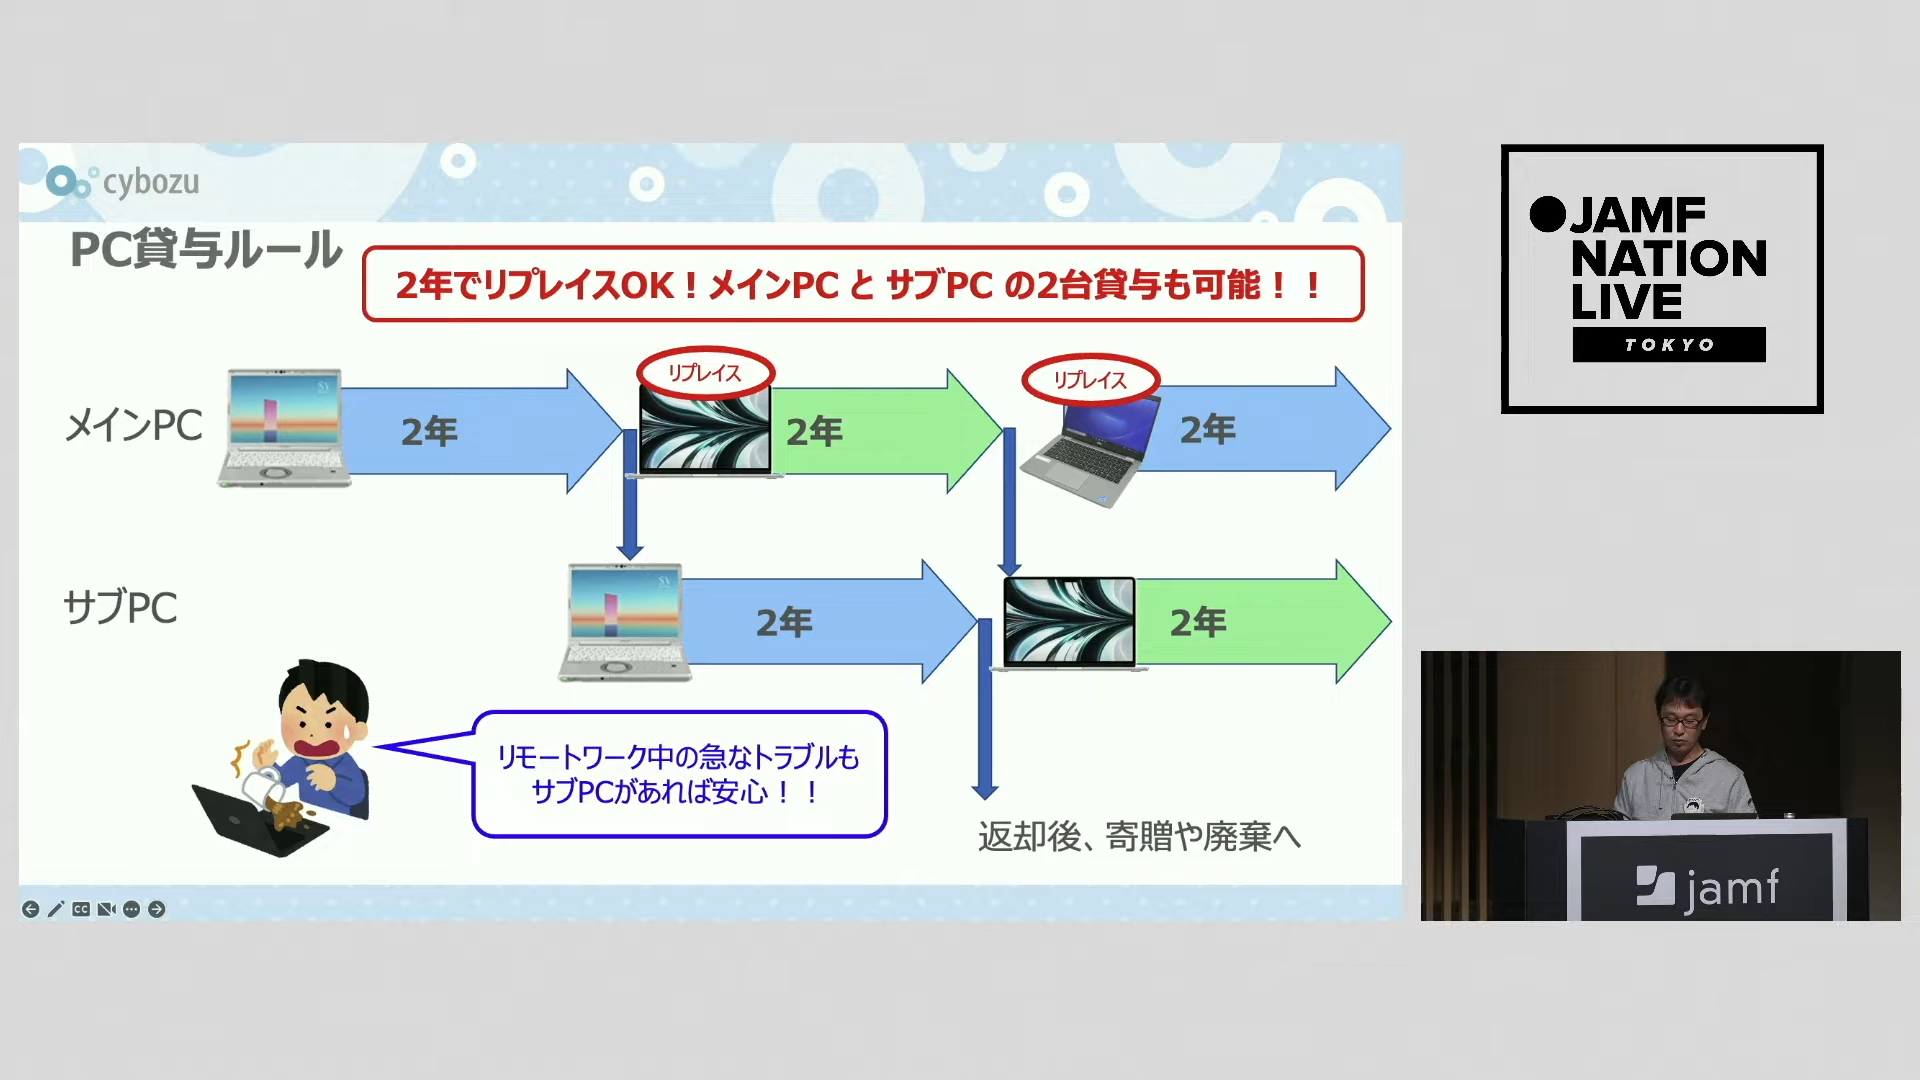 cybozu
PC貸与ルール
2年でリプレイスOK！メインPC と サブPC の2台貸与も可能！！
メインPC
2年
リプレイス
2年
リプレイス
2年
サブPC
2年
2年
リモートワーク中の急なトラブルも
サブPCがあれば安心！！
返却後、寄贈や廃棄へ
CC
JAMF
NATION
LIVE
TOKYO
jamf